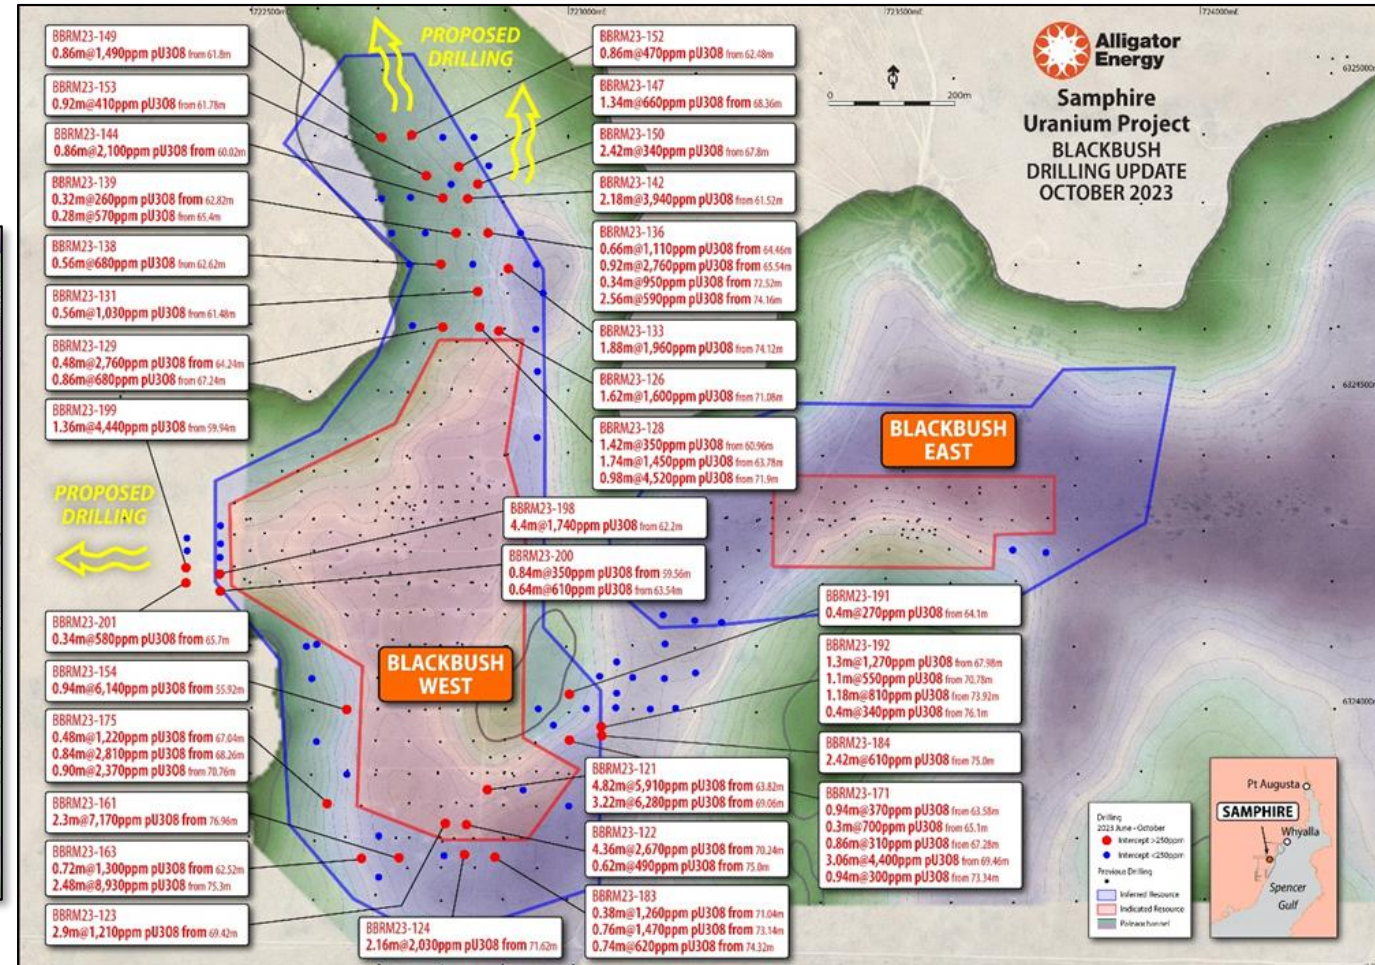 722500m
723000mE
723500mE
724000mE
6325000m
6324500m
6324000m
PROPOSED
DRILLING
N
0
200m
Alligator
Energy
Samphire
Uranium Project
BLACKBUSH
DRILLING UPDATE
OCTOBER 2023
BBRM23-149
0.86m@1,490ppm pU308 from 61.8m
BBRM23-153
0.92m@410ppm pU308 from 61.78m
BBRM23-144
0.86m@2,100ppm pU308 from 60.02m
BBRM23-139
0.32m@260ppm pU308 from 62.82m
0.28m@570ppm pU308 from 65.4m
BBRM23-138
0.56m@680ppm pU308 from 62.62m
BBRM23-131
0.56m@1,030ppm pU308 from 61.48m
BBRM23-129
0.48m@2,760ppm pU308 from 64.24m
0.86m@680ppm pU308 from 67.24m
BBRM23-199
1.36m@4,440ppm pU308 from 59.94m
PROPOSED
DRILLING
BBRM23-201
0.34m@580ppm pU308 from 65.7m
BBRM23-154
0.94m@6,140ppm pU308 from 55.92m
BBRM23-175
0.48m@1,220ppm pU308 from 67.04m
0.84m@2,810ppm pU308 from 68.26m
0.90m@2,370ppm pU308 from 70.76m
BBRM23-161
2.3m@7,170ppm pU308 from 76.96m
BBRM23-163
0.72m@1,300ppm pU308 from 62.52m
2.48m@8,930ppm pU308 from 75.3m
BBRM23-123
2.9m@1,210ppm pU308 from 69.42m
BBRM23-152
0.86m@470ppm pU308 from 62.48m
BBRM23-147
1.34m@660ppm pU308 from 68.36m
BBRM23-150
2.42m@340ppm pU308 from 67.8m
BBRM23-142
2.18m@3,940ppm pU308 from 61.52m
BBRM23-136
0.66m@1,110ppm pU308 from 64.46m
0.92m@2,760ppm pU308 from 65.54m
0.34m@950ppm pU308 from 72.52m
2.56m@590ppm pU308 from 74.16m
BBRM23-133
1.88m@1,960ppm pU308 from 74.12m
BBRM23-126
1.62m@1,600ppm pU308 from 71.08m
BBRM23-128
1.42m@350ppm pU308 from 60.96m
1.74m@1,450ppm pU308 from 63.78m
0.98m@4,520ppm pU308 from 71.9m
BBRM23-198
4.4m@1,740ppm pU308 from 62.2m
BBRM23-200
0.84m@350ppm pU308 from 59.56m
0.64m@610ppm pU308 from 63.54m
BLACKBUSH
EAST
BLACKBUSH
WEST
BBRM23-191
0.4m@270ppm pU308 from 64.1m
BBRM23-192
1.3m@1,270ppm pU308 from 67.98m
1.1m@550ppm pU308 from 70.78m
1.18m@810ppm pU308 from 73.92m
0.4m@340ppm pU308 from 76.1m
BBRM23-184
2.42m@610ppm pU308 from 75.0m
BBRM23-171
0.94m@370ppm pU308 from 63.58m
0.3m@700ppm pU308 from 65.1m
0.86m@310ppm pU308 from 67.28m
3.06m@4,400ppm pU308 from 69.46m
0.94m@300ppm pU308 from 73.34m
BBRM23-121
4.82m@5,910ppm pU308 from 63.82m
3.22m@6,280ppm pU308 from 69.06m
BBRM23-122
4.36m@2,670ppm pU308 from 70.24m
0.62m@490ppm pU308 from 75.0m
BBRM23-183
0.38m@1,260ppm pU308 from 71.04m
0.76m@1,470ppm pU308 from 73.14m
0.74m@620ppm pU308 from 74.32m
BBRM23-124
2.16m@2,030ppm pU308 from 71.62m
Drilling
2023 June - October
Intercept >250ppm
Intercept <250ppm
Previous Drilling
Inferred Resource
Indicated Resource
Paleochannel
Pt Augusta
SAMPHIRE
Whyalla
Spencer
Gulf